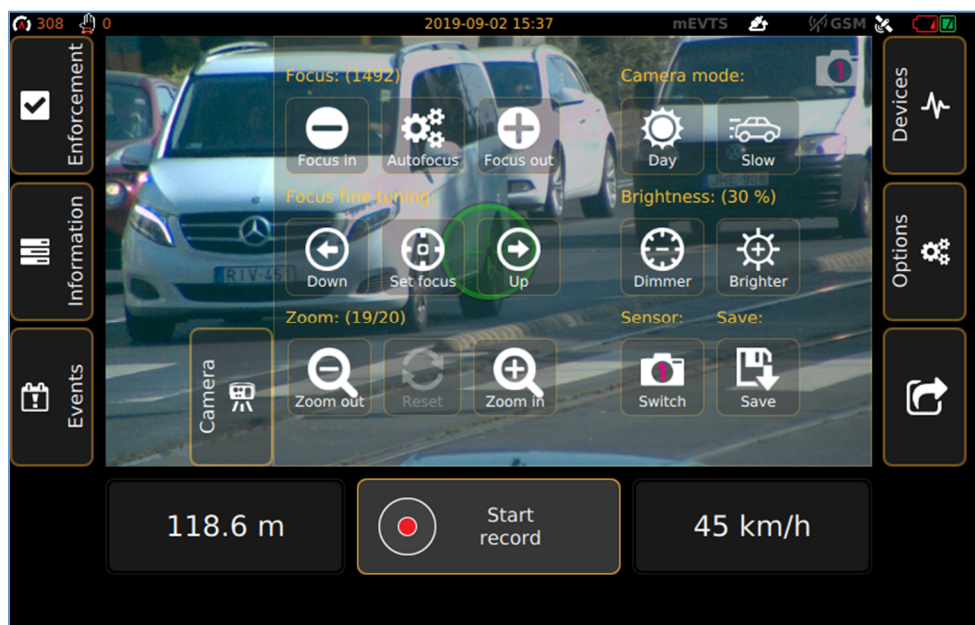 308
0
2019-09-02 15:37
mEVTS
GSM
Enforcement
Information
Events
Camera
Focus: (1492)
Focus in
Autofocus
Focus out
Focus fine tuning:
Down
Set focus
Up
Zoom: (19/20)
Zoom out
Reset
Zoom in
Camera mode:
Day
Slow
Brightness: (30 %)
Dimmer
Brighter
Sensor:
Save:
Switch
Save
Devices
Options
RIV-451
118.6 m
Start
record
45 km/h